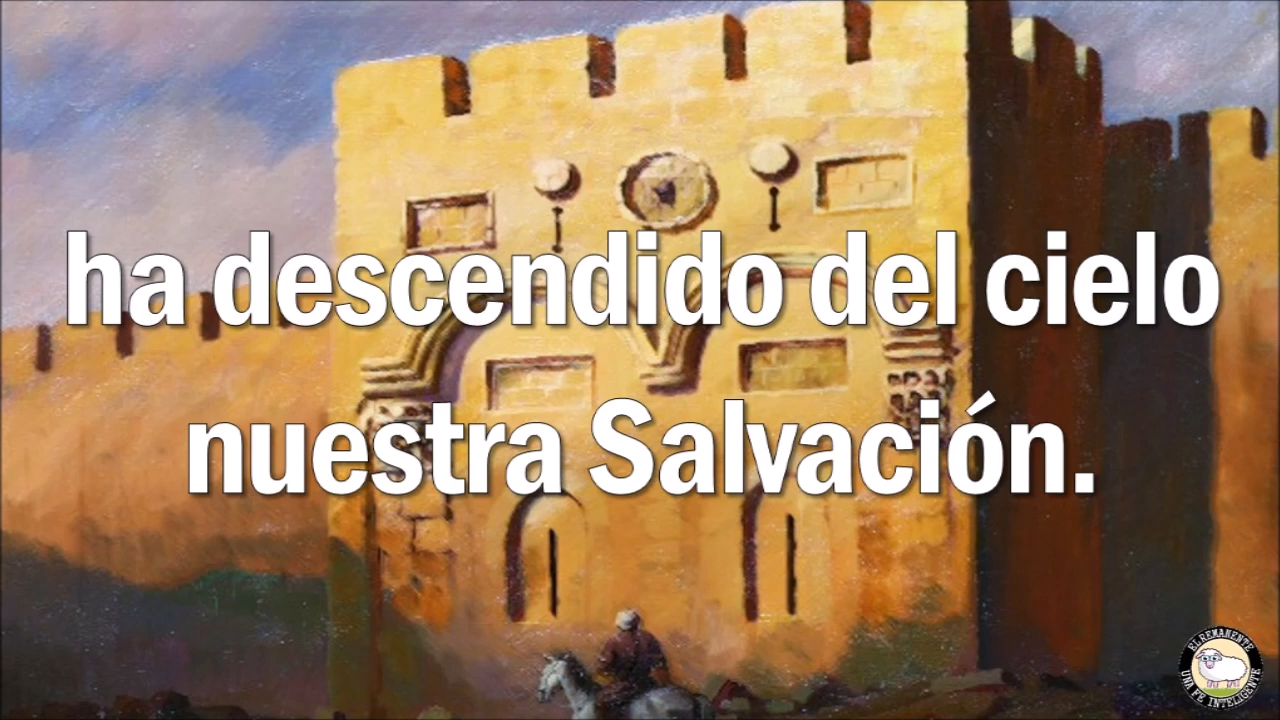 ha descendido del cielo
nuestra Salvación.
EL REMANENTE
UNA FE INTELIGENTE